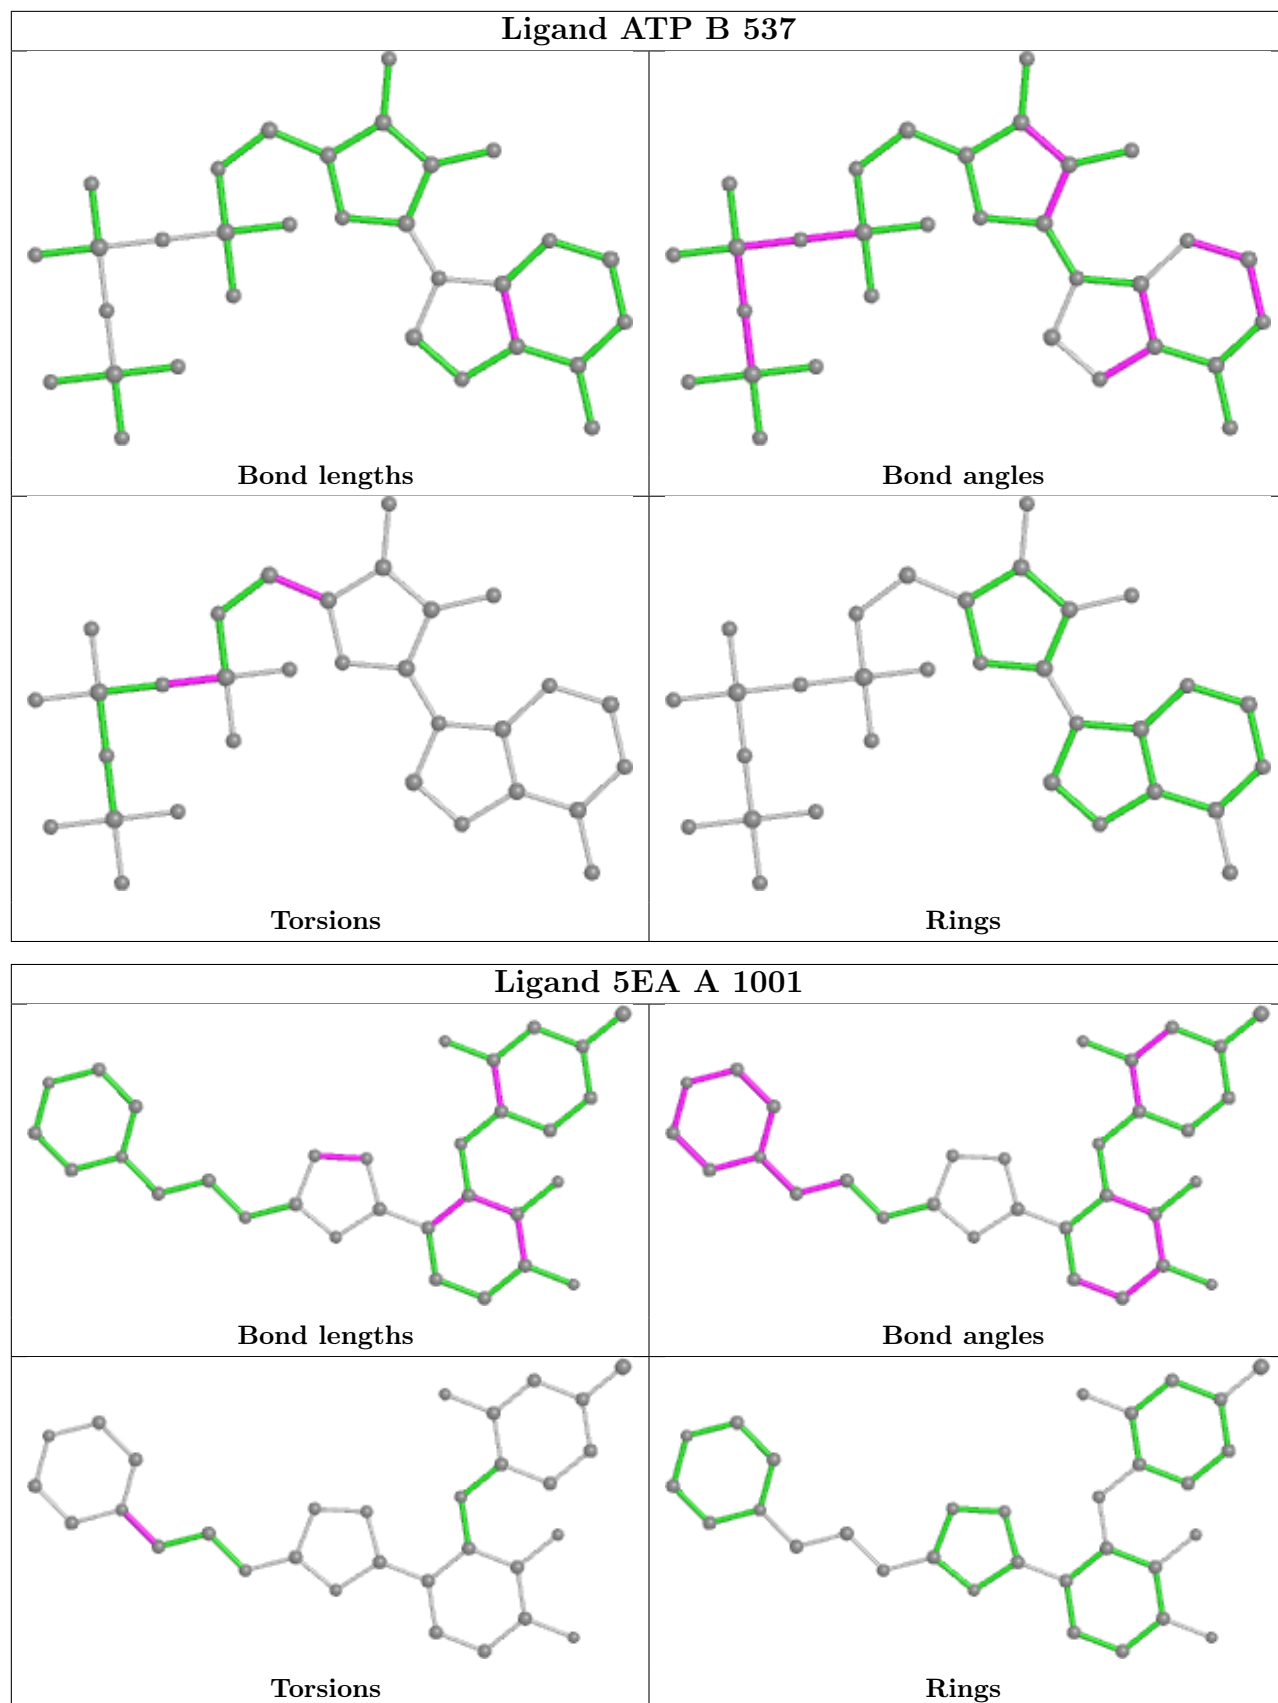 Ligand ATP B 537
Bond lengths
Bond angles
Torsions
Rings
Ligand 5EA A 1001
Bond lengths
Bond angles
Torsions
Rings